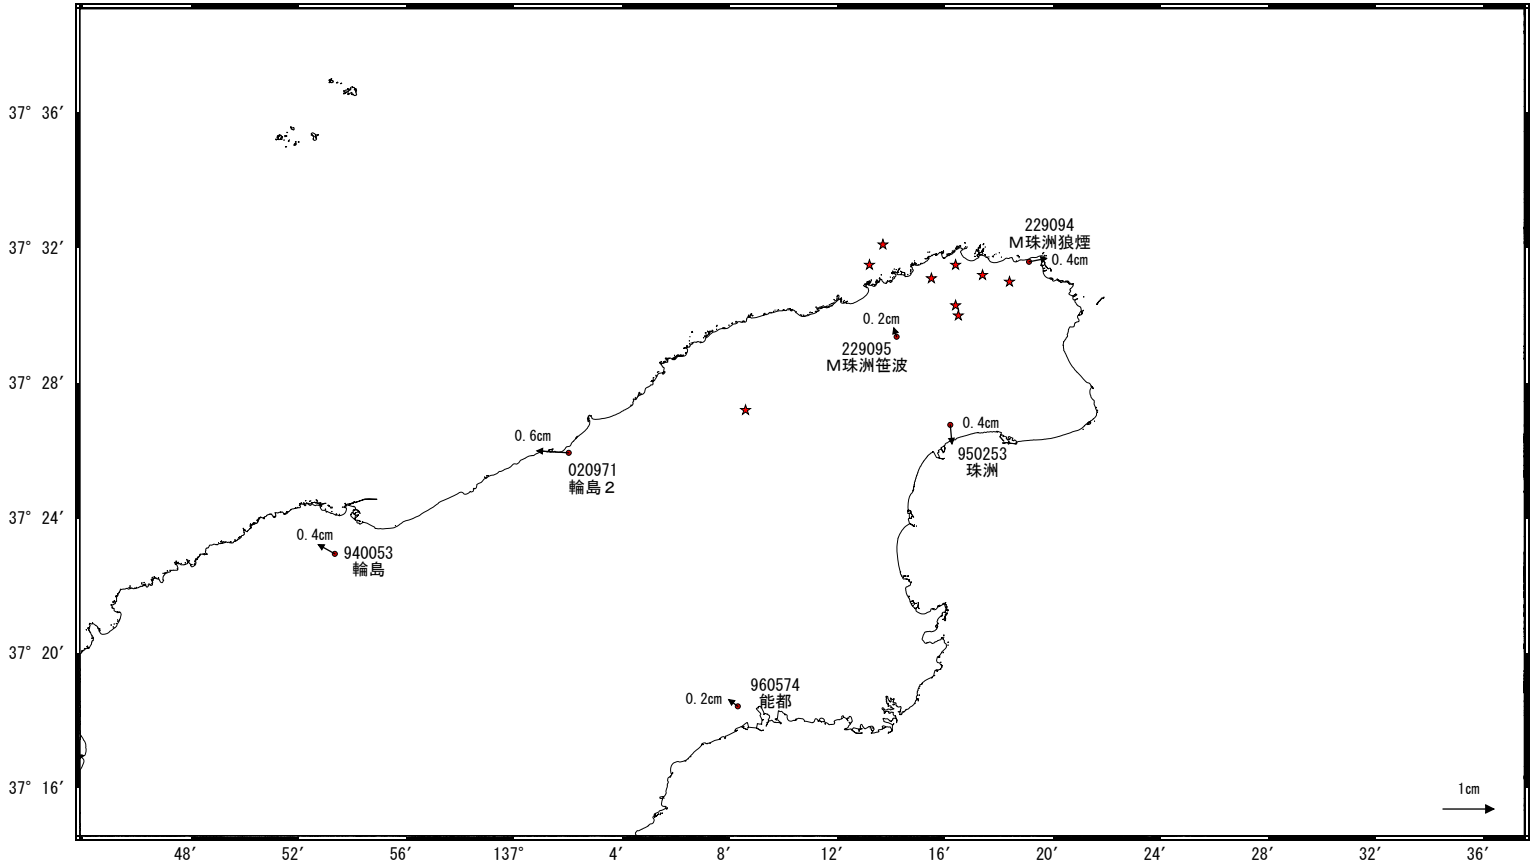 37° 36′
37° 32′
37° 28′
37° 24′
37° 20′
37° 16′
229094
M珠洲狼煙
0.4cm
0.2cm
229095
M珠洲笹波
0.6cm
020971
輪島２
0.4cm
950253
珠洲
0.4cm
940053
輪島
960574
能都
0.2cm
1cm
48′ 52′ 56′ 137° 4′ 8′ 12′ 16′ 20′ 24′ 28′ 32′ 36′